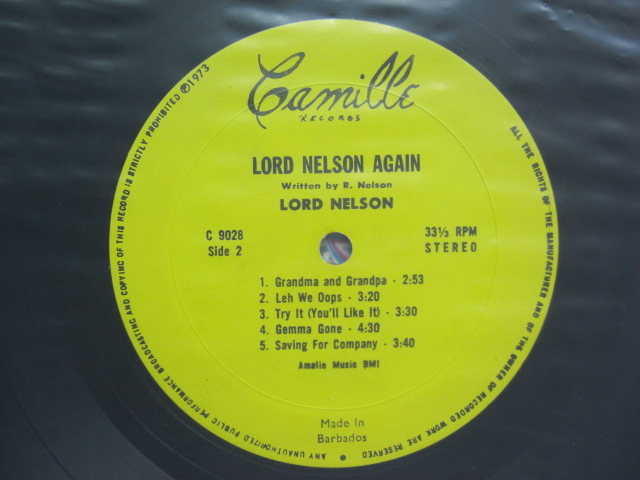 Camille
RECORDS
LORD NELSON AGAIN
Written by R. Nelson
LORD NELSON
C 9028
Side 2
33⅓ RPM
STEREO
1. Grandma and Grandpa - 2:53
2. Leh We Oops - 3:20
3. Try It (You'll Like It) - 3:30
4. Gemma Gone - 4:30
5. Saving For Company - 3:40
Amalie Music BMI
Made In
Barbados
ALL THE RIGHTS OF THE MANUFACTURER AND OF THE OWNER OF RECORDED WORK ARE RESERVED
ANY UNAUTHORIZED PUBLIC PERFORMANCE BROADCASTING AND COPYING OF THIS RECORD IS STRICTLY PROHIBITED ℗1973